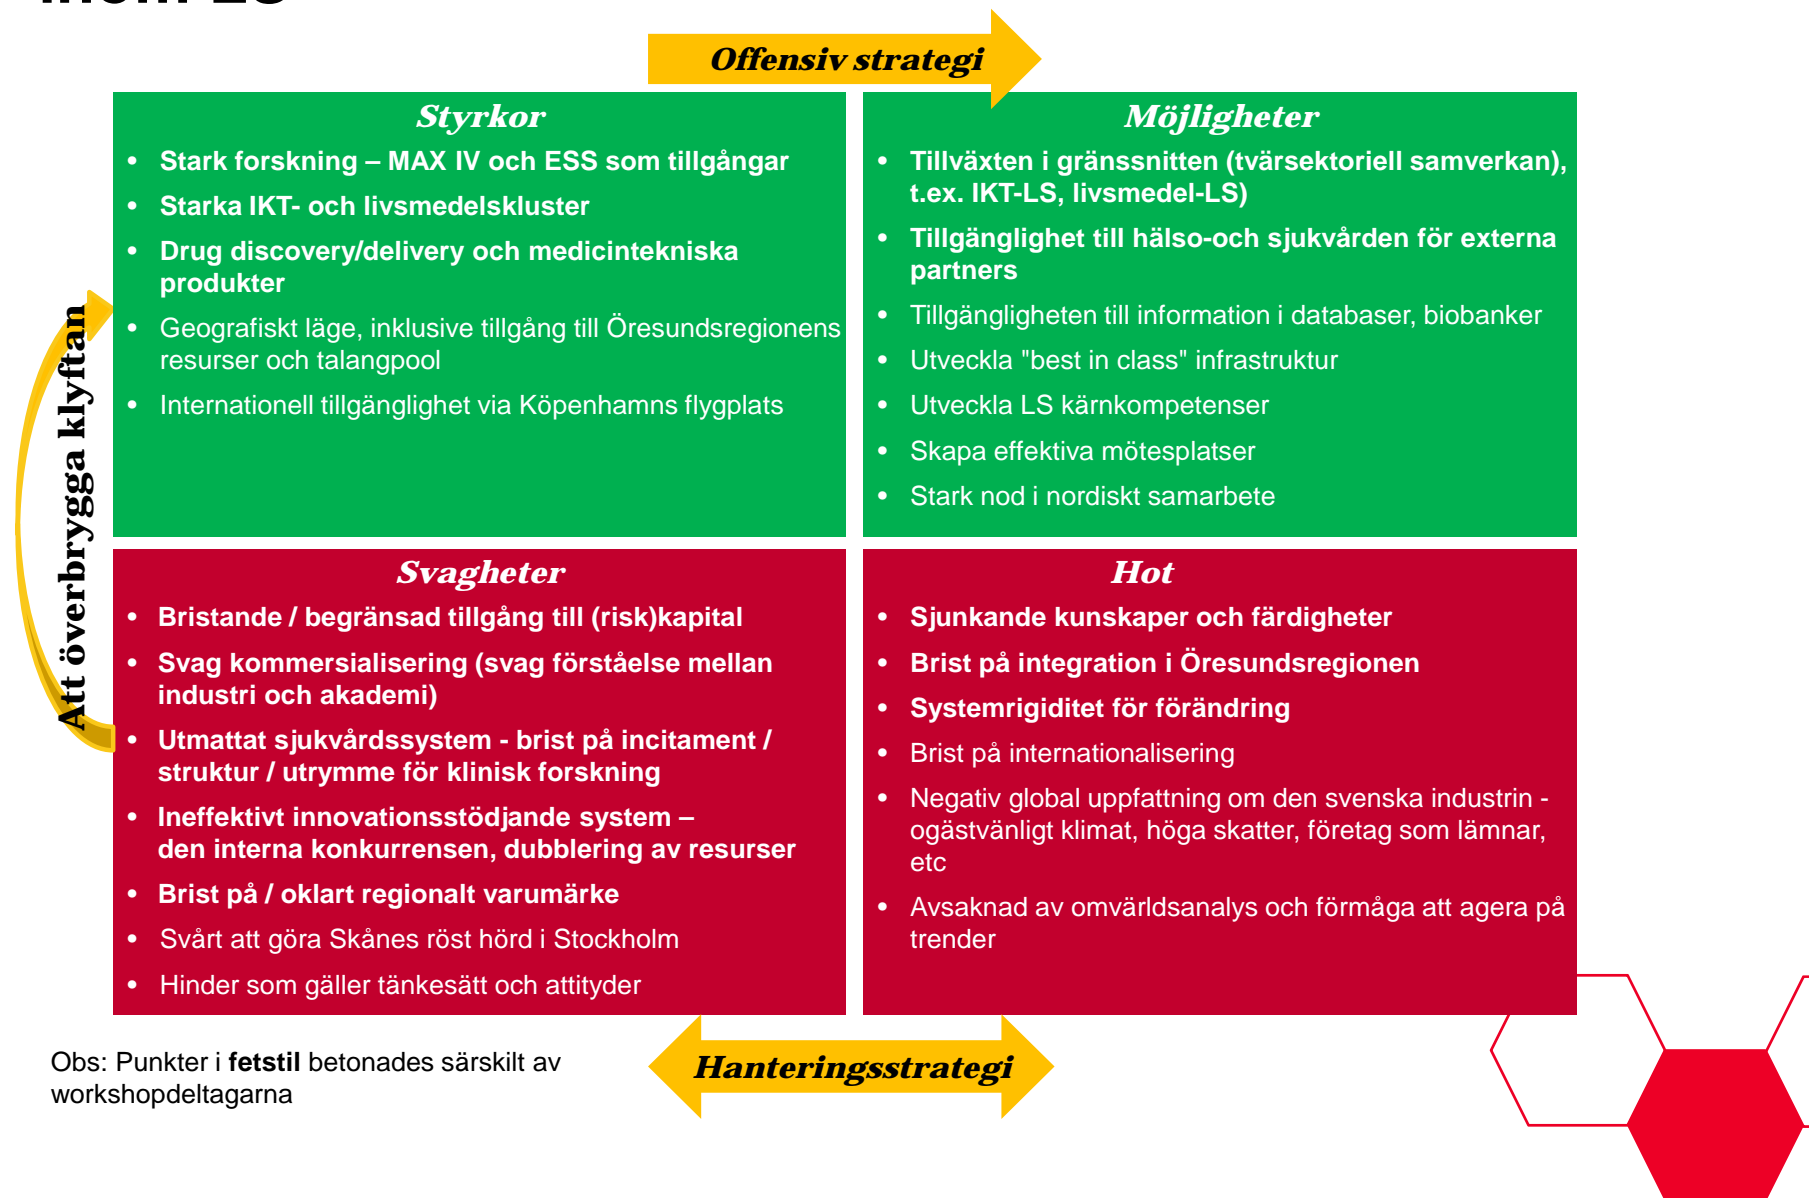 Offensiv strategi
Styrkor
• Stark forskning – MAX IV och ESS som tillgångar
• Starka IKT- och livsmedelskluster
• Drug discovery/delivery och medicintekniska
produkter
• Geografiskt läge, inklusive tillgång till Öresundsregionens
resurser och talangpool
• Internationell tillgänglighet via Köpenhamns flygplats
Möjligheter
• Tillväxten i gränssnitten (tvärsektoriell samverkan),
t.ex. IKT-LS, livsmedel-LS)
• Tillgänglighet till hälso-och sjukvården för externa
partners
• Tillgängligheten till information i databaser, biobanker
• Utveckla "best in class" infrastruktur
• Utveckla LS kärnkompetenser
• Skapa effektiva mötesplatser
• Stark nod i nordiskt samarbete
Att överbrygga klyftan
Svagheter
• Bristande / begränsad tillgång till (risk)kapital
• Svag kommersialisering (svag förståelse mellan
industri och akademi)
• Utmattat sjukvårdssystem - brist på incitament /
struktur / utrymme för klinisk forskning
• Ineffektivt innovationsstödjande system –
den interna konkurrensen, dubblering av resurser
• Brist på / oklart regionalt varumärke
• Svårt att göra Skånes röst hörd i Stockholm
• Hinder som gäller tänkesätt och attityder
Hot
• Sjunkande kunskaper och färdigheter
• Brist på integration i Öresundsregionen
• Systemrigiditet för förändring
• Brist på internationalisering
• Negativ global uppfattning om den svenska industrin -
ogästvänligt klimat, höga skatter, företag som lämnar,
etc
• Avsaknad av omvärldsanalys och förmåga att agera på
trender
Obs: Punkter i fetstil betonades särskilt av
workshopdeltagarna
Hanteringsstrategi